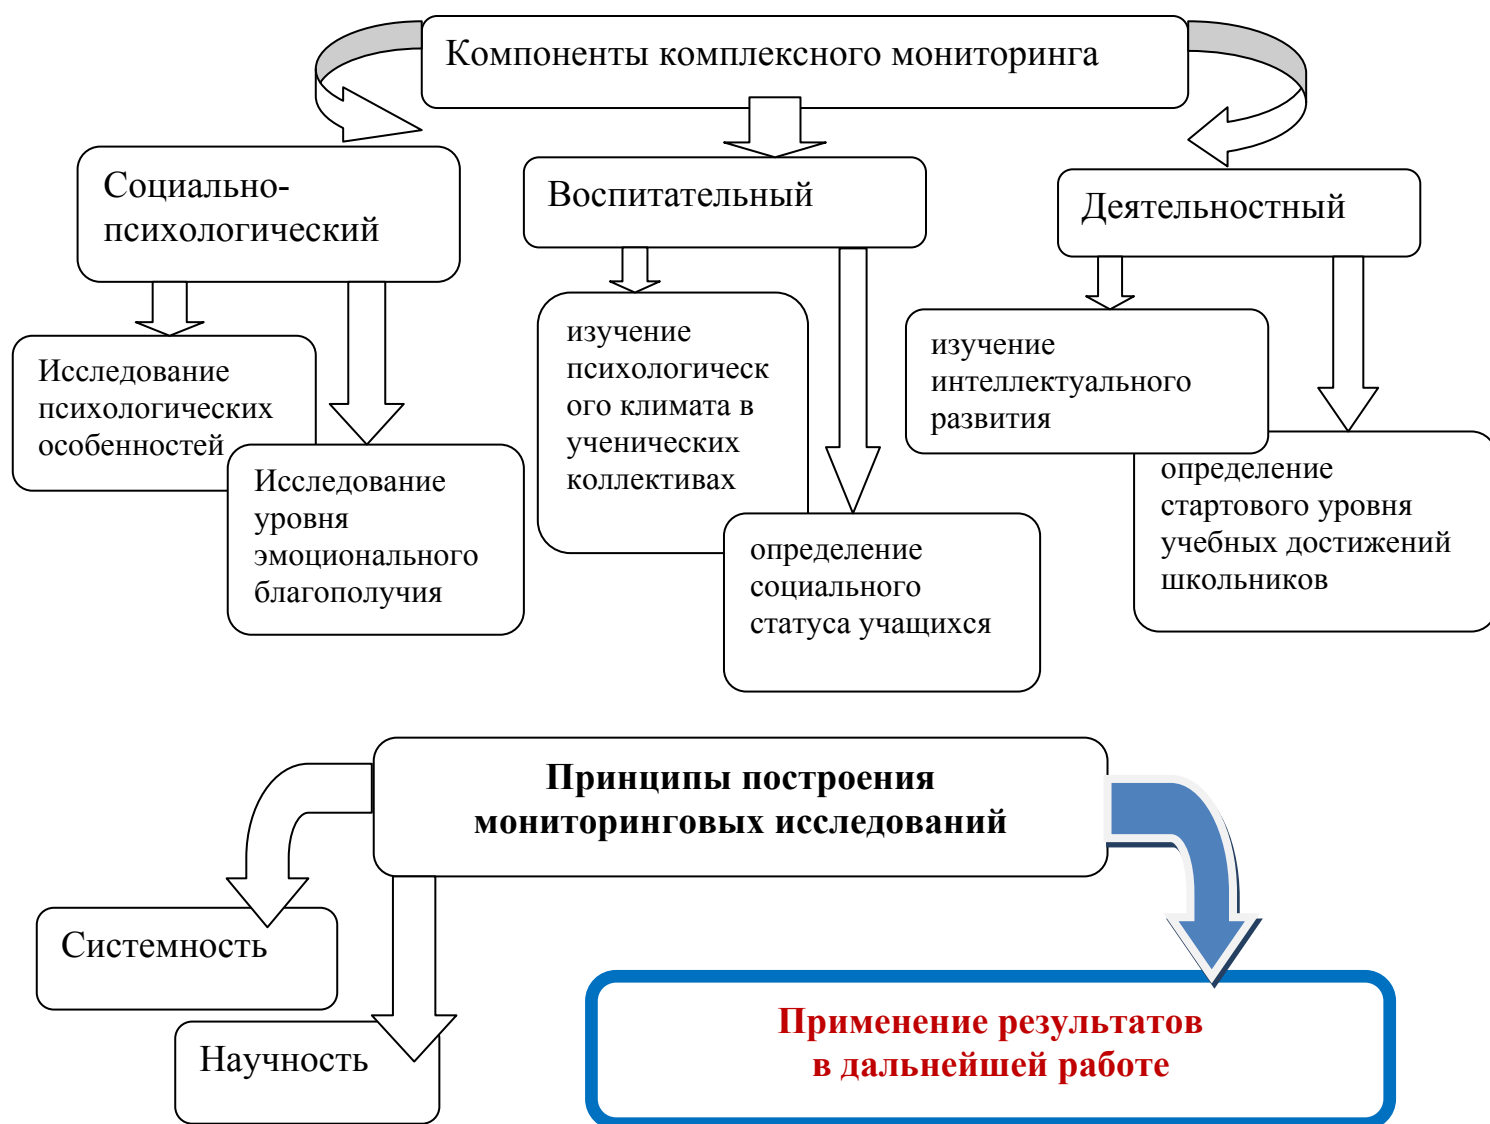 Компоненты комплексного мониторинга
Социально-
психологический
Воспитательный
Деятельностный
Исследование
психологических
особенностей
Исследование
уровня
эмоционального
благополучия
изучение
психологическ
ого климата в
ученических
коллективах
определение
социального
статуса учащихся
изучение
интеллектуального
развития
определение
стартового уровня
учебных достижений
школьников
Принципы построения
мониторинговых исследований
Системность
Научность
Применение результатов
в дальнейшей работе